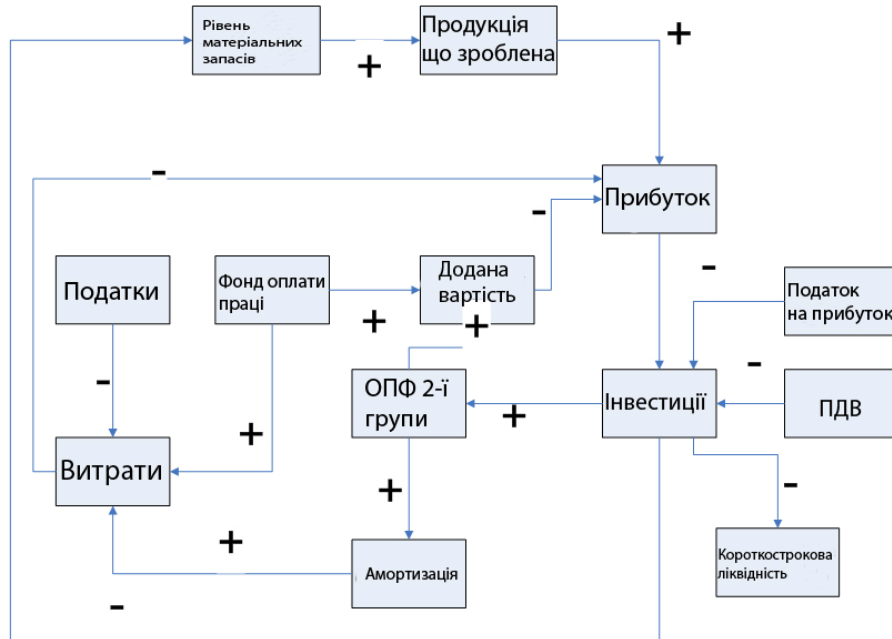 Рівень
матеріальних
запасів
+
Продукція
що зроблена
+
-
Прибуток
-
-
Податки
Фонд оплати
праці
+
Додана
вартість
+
Податок
на прибуток
-
-
+
ОПФ 2-ї
групи
+
Інвестиції
ПДВ
Витрати
+
-
+
Амортизація
Короткострокова
ліквідність
-